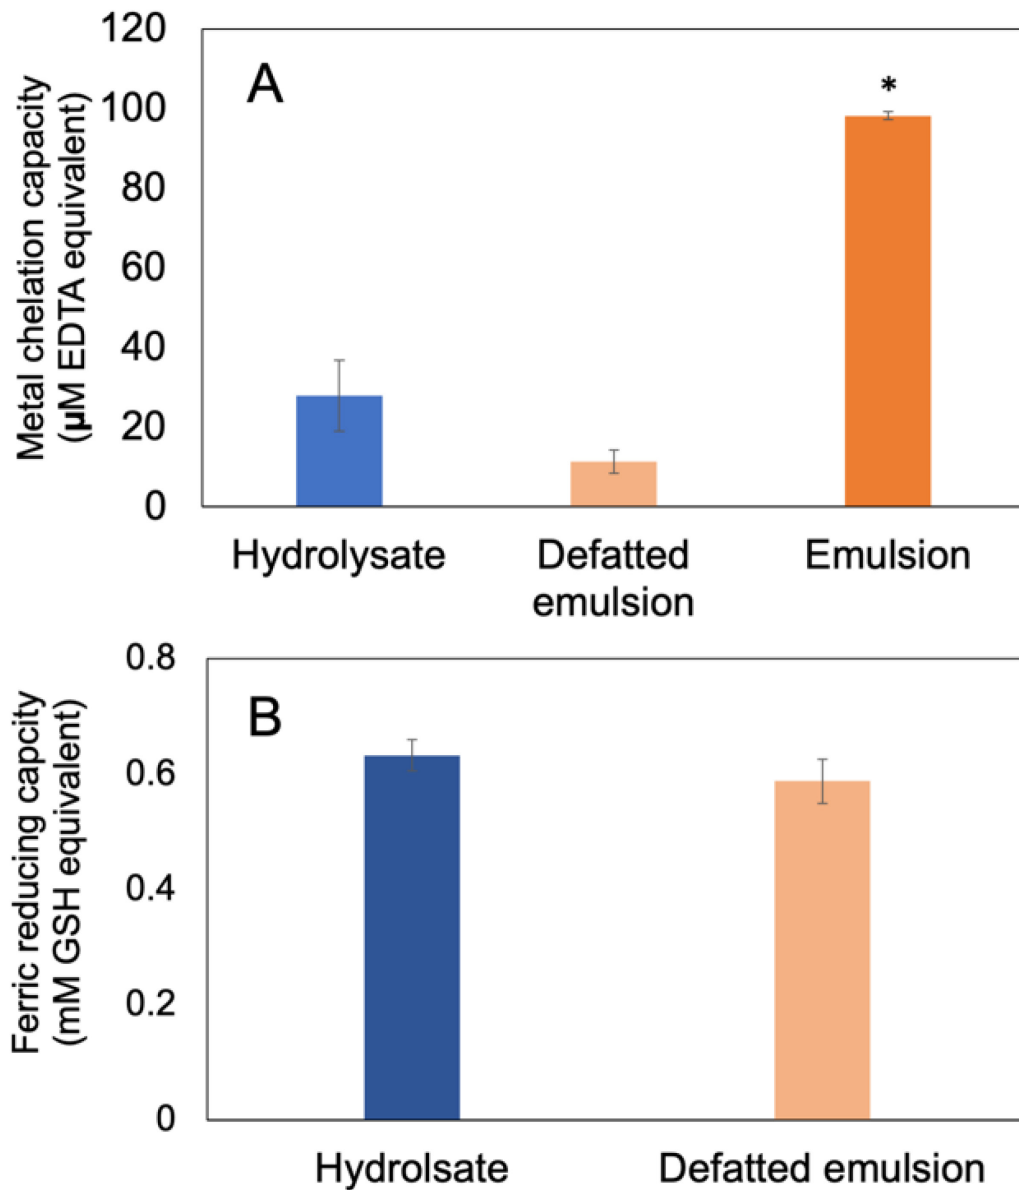 A
Metal chelation capacity
(µM EDTA equivalent)
120
100
80
60
40
20
0
*
Hydrolysate
Defatted
emulsion
Emulsion
B
Ferric reducing capcity
(mM GSH equivalent)
0.8
0.6
0.4
0.2
0
Hydrolsate
Defatted emulsion